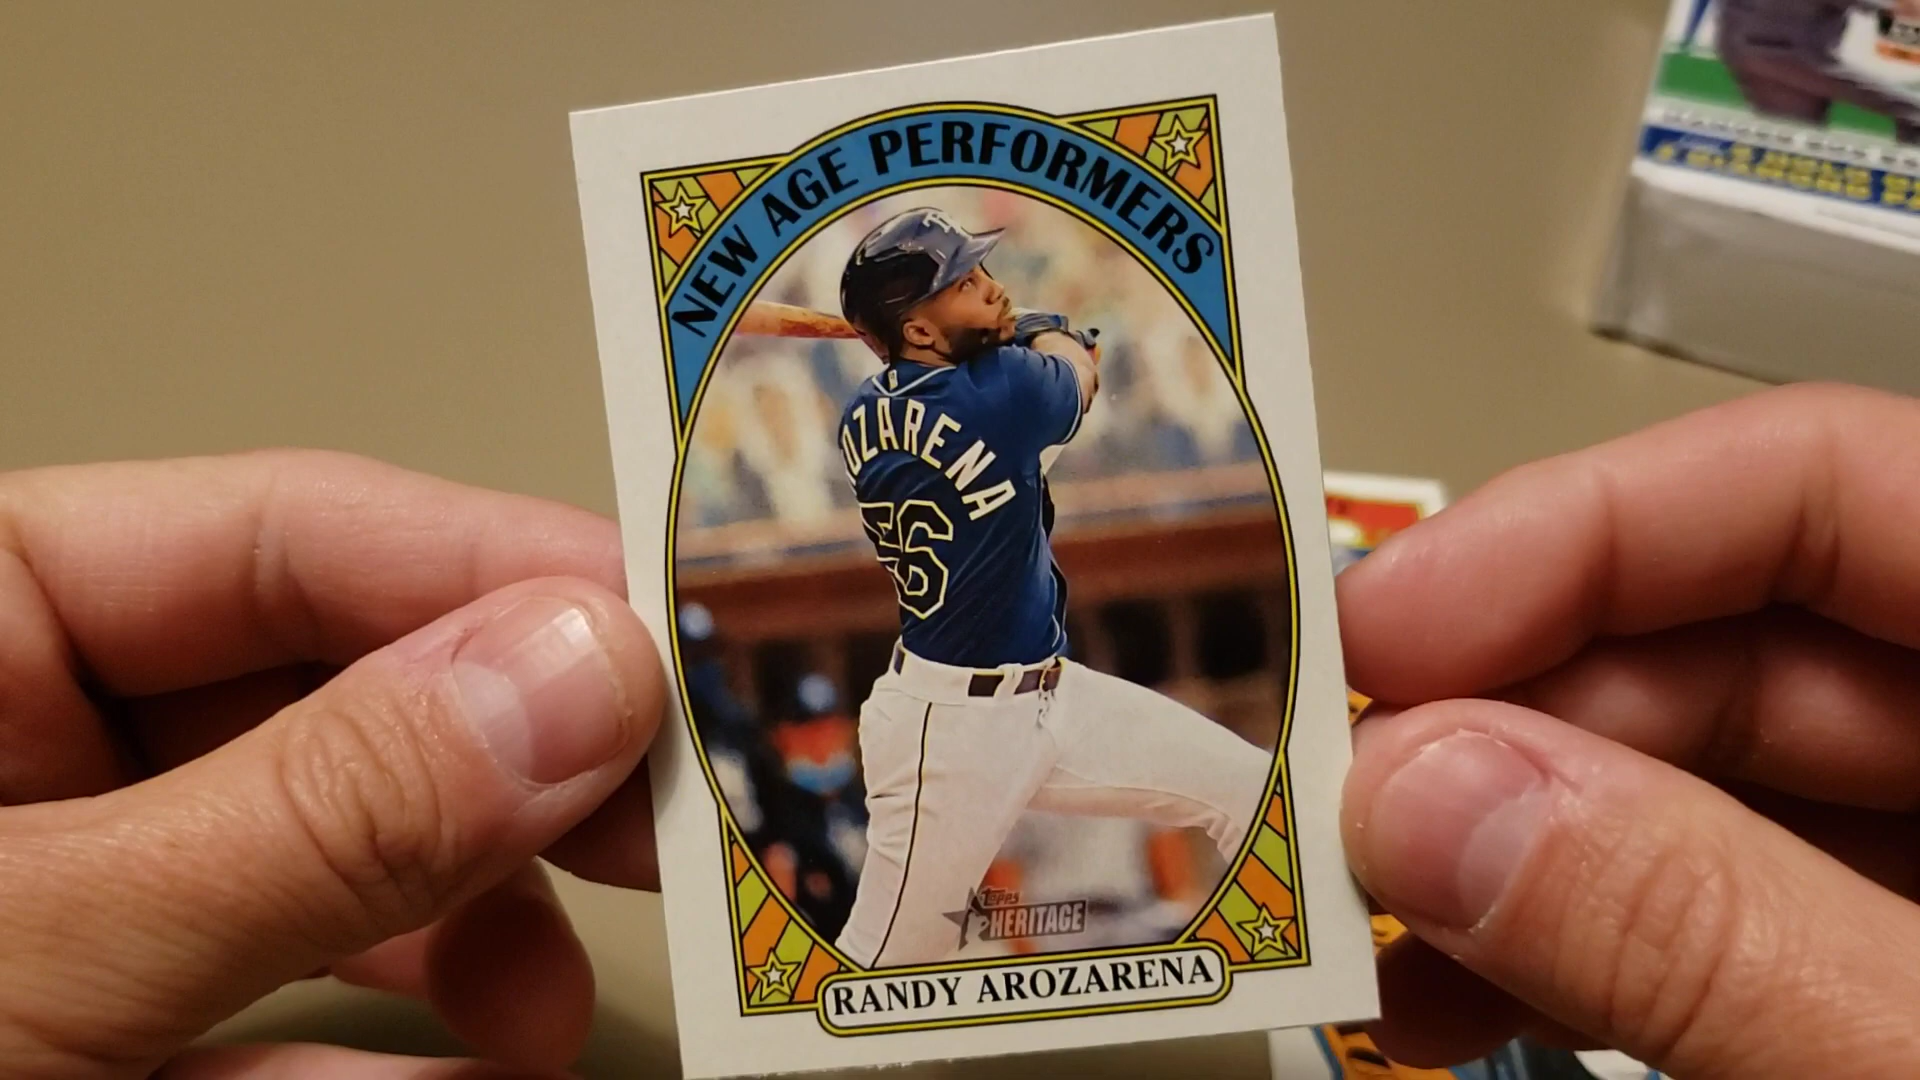 NEW AGE PERFORMERS
OZARENA
56
TOPPS
HERITAGE
RANDY AROZARENA